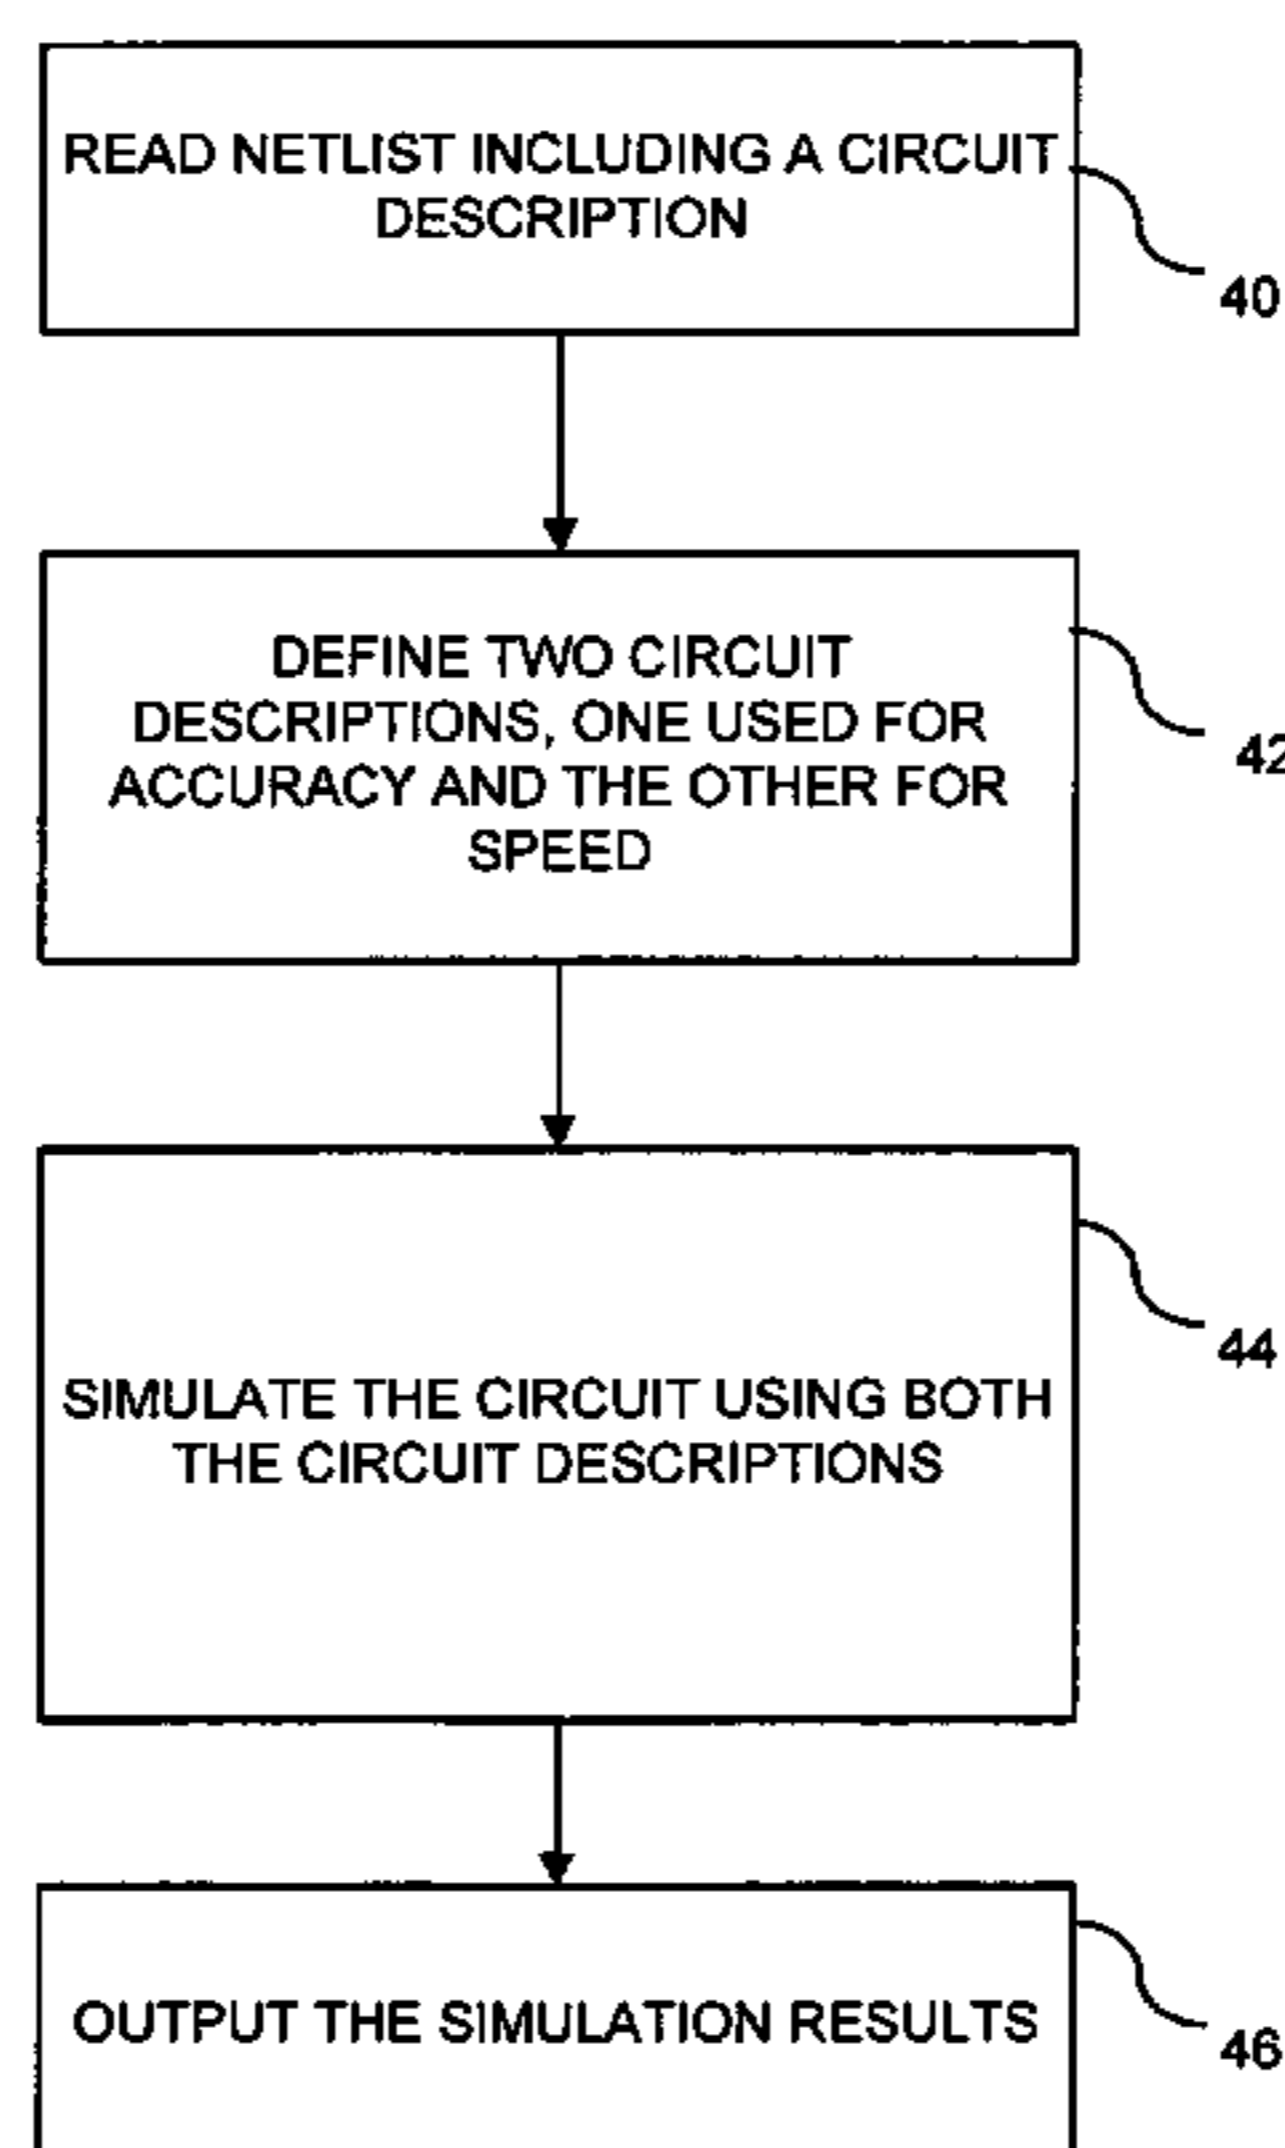 READ NETLIST INCLUDING A CIRCUIT
DESCRIPTION
40
DEFINE TWO CIRCUIT
DESCRIPTIONS, ONE USED FOR
ACCURACY AND THE OTHER FOR
SPEED
42
SIMULATE THE CIRCUIT USING BOTH
THE CIRCUIT DESCRIPTIONS
44
OUTPUT THE SIMULATION RESULTS
46